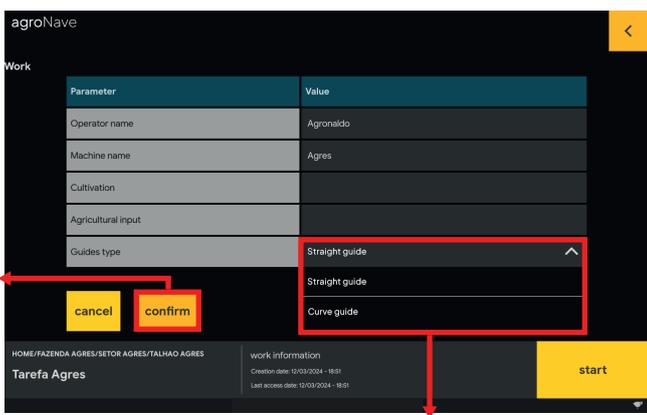 agroNave
Work
Parameter Value
Operator name Agronaldo
Machine name Agres
Cultivation
Agricultural input
Guides type Straight guide
Straight guide
Curve guide
cancel confirm
HOME/FAZENDA AGRES/SETOR AGRES/TALHAO AGRES
Tarefa Agres
work information
Creation date: 12/03/2024 - 18:51
Last access date: 12/03/2024 - 18:51
start